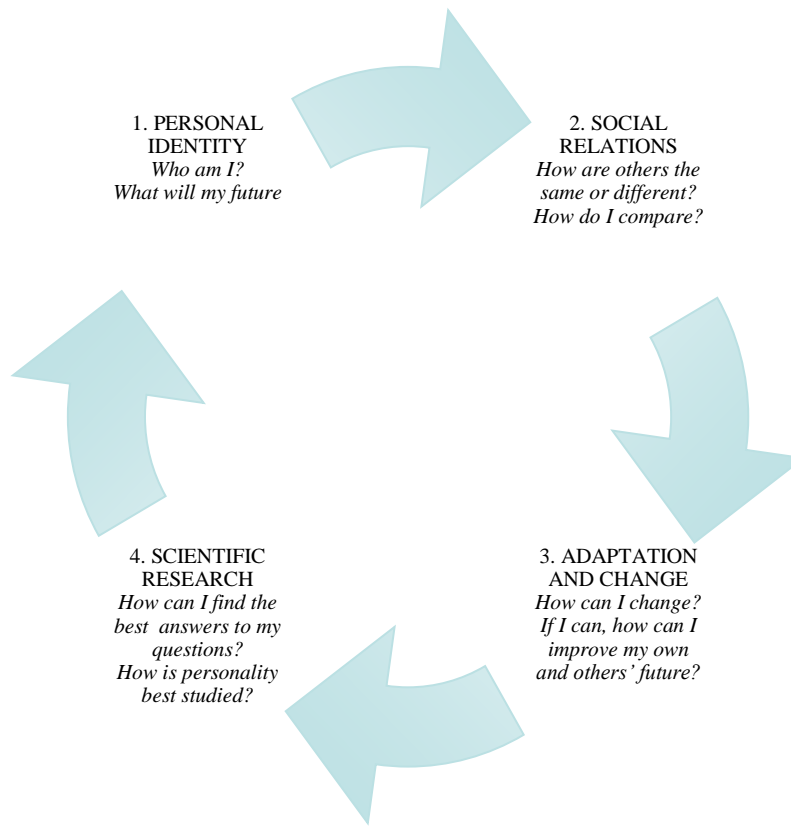 1. PERSONAL
IDENTITY
Who am I?
What will my future
2. SOCIAL
RELATIONS
How are others the
same or different?
How do I compare?
3. ADAPTATION
AND CHANGE
How can I change?
If I can, how can I
improve my own
and others’ future?
4. SCIENTIFIC
RESEARCH
How can I find the
best answers to my
questions?
How is personality
best studied?